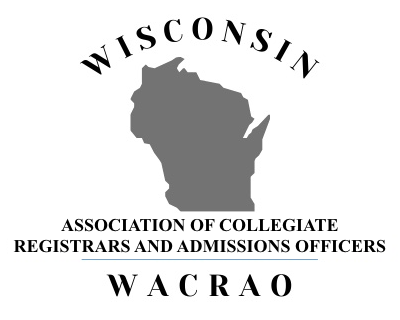 WISCONSIN
ASSOCIATION OF COLLEGIATE
REGISTRARS AND ADMISSIONS OFFICERS
WACRAO